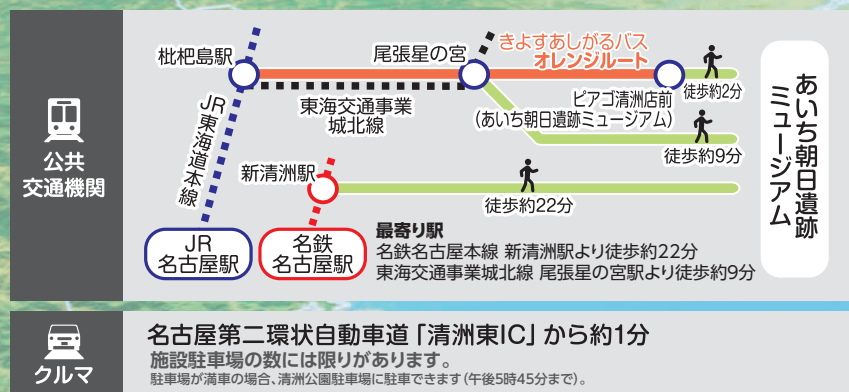 公共
交通機関
枇杷島駅
尾張星の宮
きよすあしがるバス
オレンジルート
ピアゴ清洲店前
(あいち朝日遺跡ミュージアム)
徒歩約2分
徒歩約9分
東海交通事業
城北線
JR東海道本線
新清洲駅
徒歩約22分
JR
名古屋駅
名鉄
名古屋駅
あいち朝日遺跡
ミュージアム
最寄り駅
名鉄名古屋本線 新清洲駅より徒歩約22分
東海交通事業城北線 尾張星の宮駅より徒歩約9分
クルマ
名古屋第二環状自動車道「清洲東IC」から約1分
施設駐車場の数には限りがあります。
駐車場が満車の場合、清洲公園駐車場に駐車できます(午後5時45分まで)。